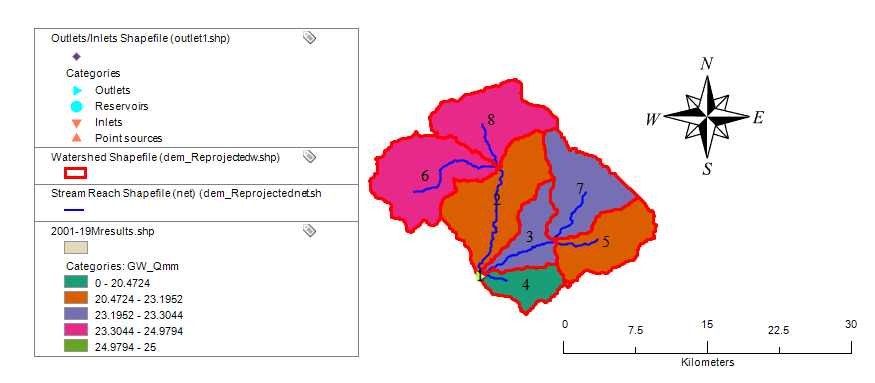 Outlets/Inlets Shapefile (outlet1.shp)
Categories
Outlets
Reservoirs
Inlets
Point sources
Watershed Shapefile (dem_Reprojectedw.shp)
Stream Reach Shapefile (net) (dem_Reprojectednet.sh
2001-19Mresults.shp
Categories: GW_Qmm
0 - 20.4724
20.4724 - 23.1952
23.1952 - 23.3044
23.3044 - 24.9794
24.9794 - 25
N
W E
S
8
6
7
2
3
5
1
4
0 15 30
7.5 22.5
Kilometers